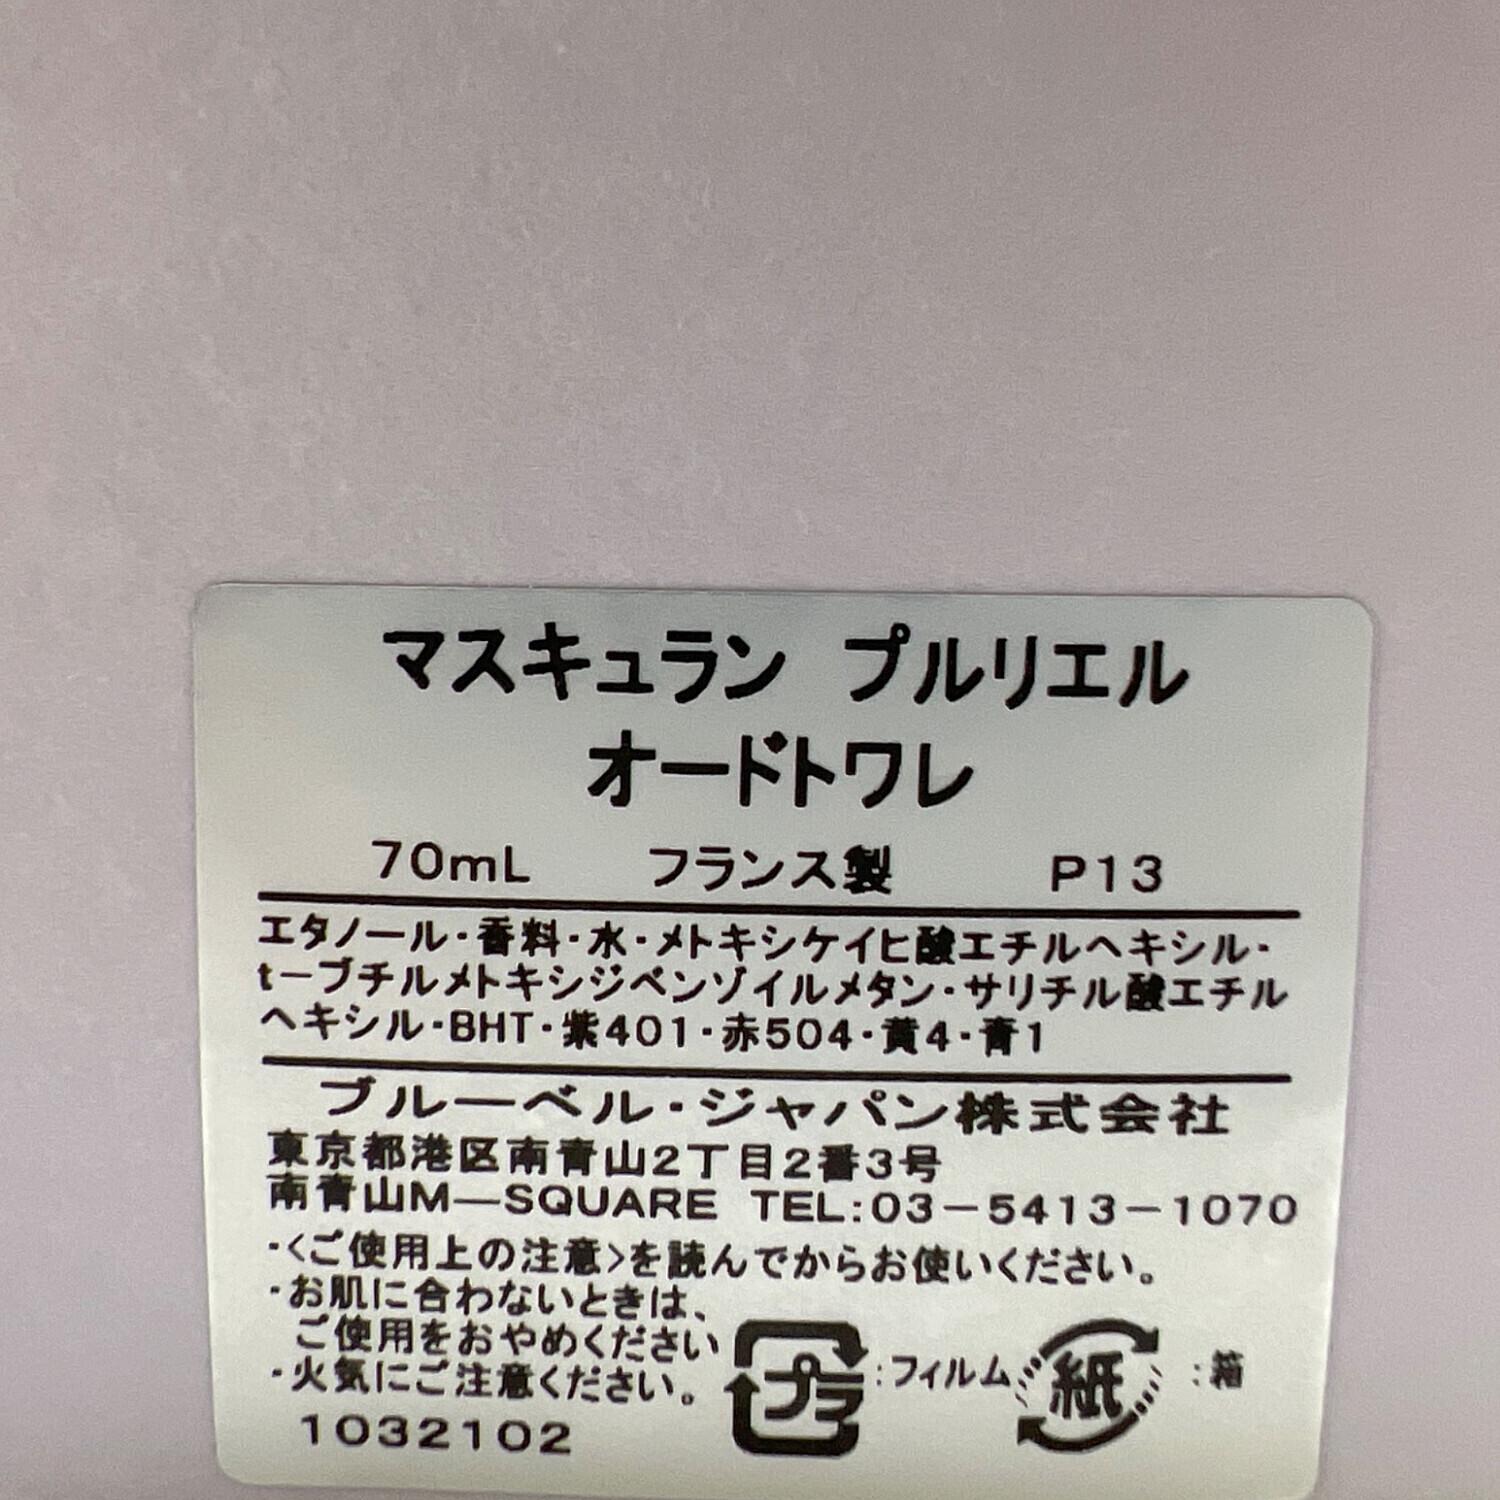 マスキュラン プルリエル
オードトワレ
70mL フランス製 P13
エタノール・香料・水・メトキシケイヒ酸エチルヘキシル・
t－ブチルメトキシジベンゾイルメタン・サリチル酸エチル
ヘキシル・BHT・紫401・赤504・黄4・青1
ブルーベル・ジャパン株式会社
東京都港区南青山2丁目2番3号
南青山M―SQUARE TEL:03－5413－1070
・<ご使用上の注意>を読んでからお使いください。
・お肌に合わないときは、
ご使用をおやめください
・火気にご注意ください。
プラ :フィルム 紙 :箱
1032102